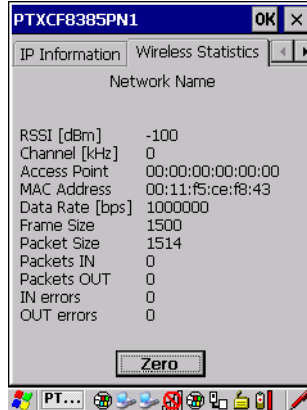 PTXCF8385PN1 OK ×
IP Information Wireless Statistics
Network Name
RSSI [dBm] -100
Channel [kHz] 0
Access Point 00:00:00:00:00:00
MAC Address 00:11:f5:ce:f8:43
Data Rate [bps] 1000000
Frame Size 1500
Packet Size 1514
Packets IN 0
Packets OUT 0
IN errors 0
OUT errors 0
Zero
PT...